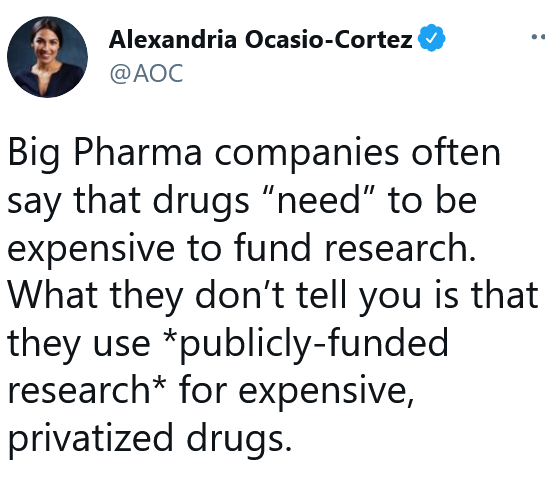 Alexandria Ocasio-Cortez
@AOC
Big Pharma companies often
say that drugs “need” to be
expensive to fund research.
What they don’t tell you is that
they use *publicly-funded
research* for expensive,
privatized drugs.